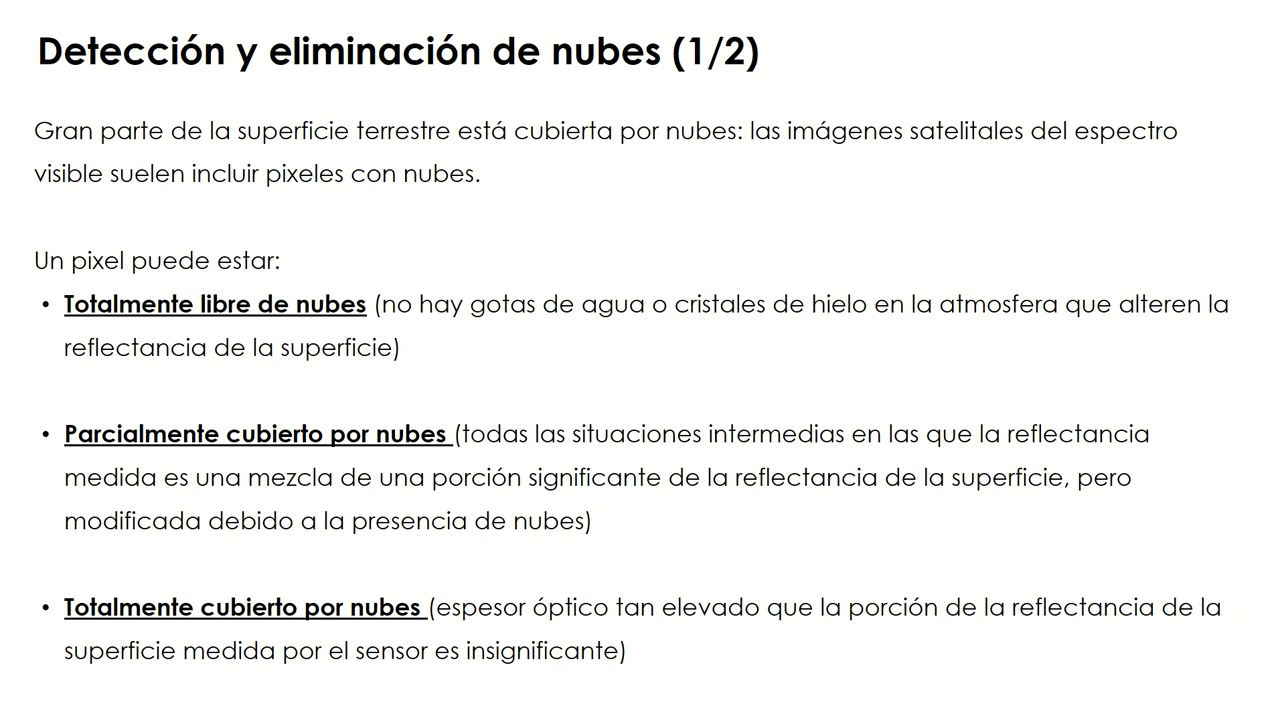 Detección y eliminación de nubes (1/2)
Gran parte de la superficie terrestre está cubierta por nubes: las imágenes satelitales del espectro
visible suelen incluir pixeles con nubes.
Un pixel puede estar:
• Totalmente libre de nubes (no hay gotas de agua o cristales de hielo en la atmosfera que alteren la
reflectancia de la superficie)
• Parcialmente cubierto por nubes (todas las situaciones intermedias en las que la reflectancia
medida es una mezcla de una porción significante de la reflectancia de la superficie, pero
modificada debido a la presencia de nubes)
• Totalmente cubierto por nubes (espesor óptico tan elevado que la porción de la reflectancia de la
superficie medida por el sensor es insignificante)